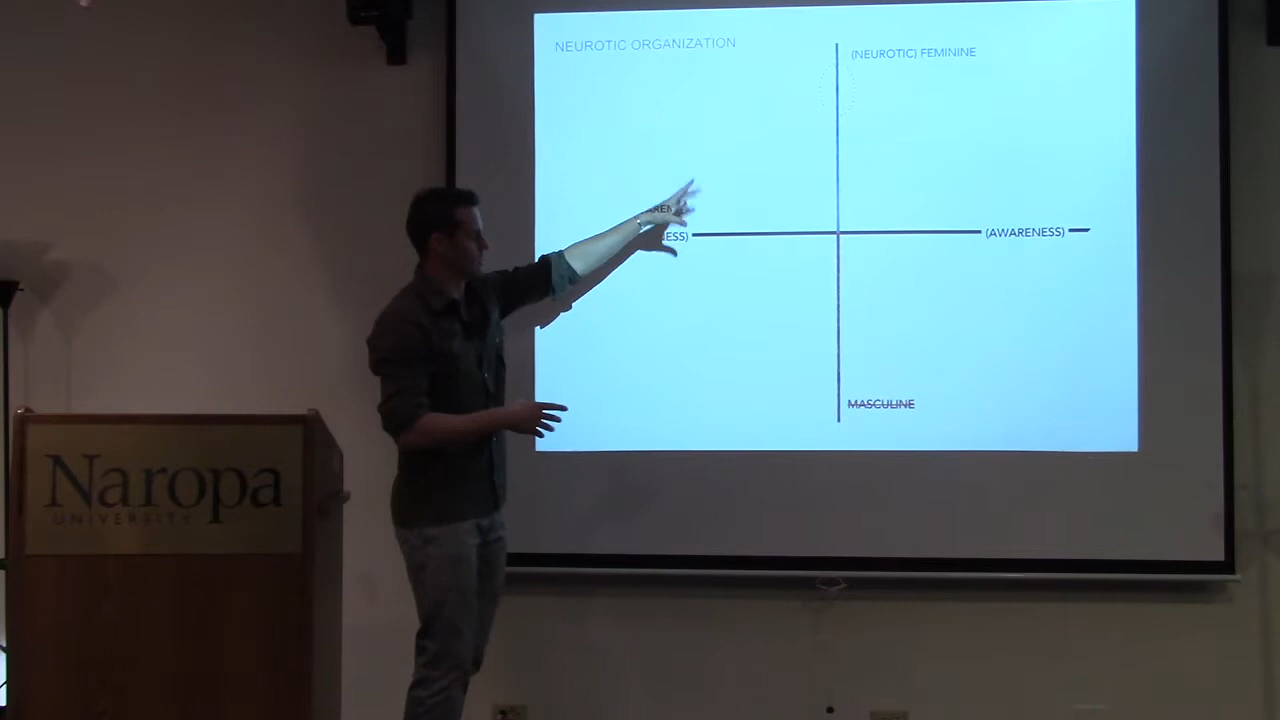 NEUROTIC ORGANIZATION
(NEUROTIC) FEMININE
(AWARENESS)
MASCULINE
Naropa
UNIVERSITY